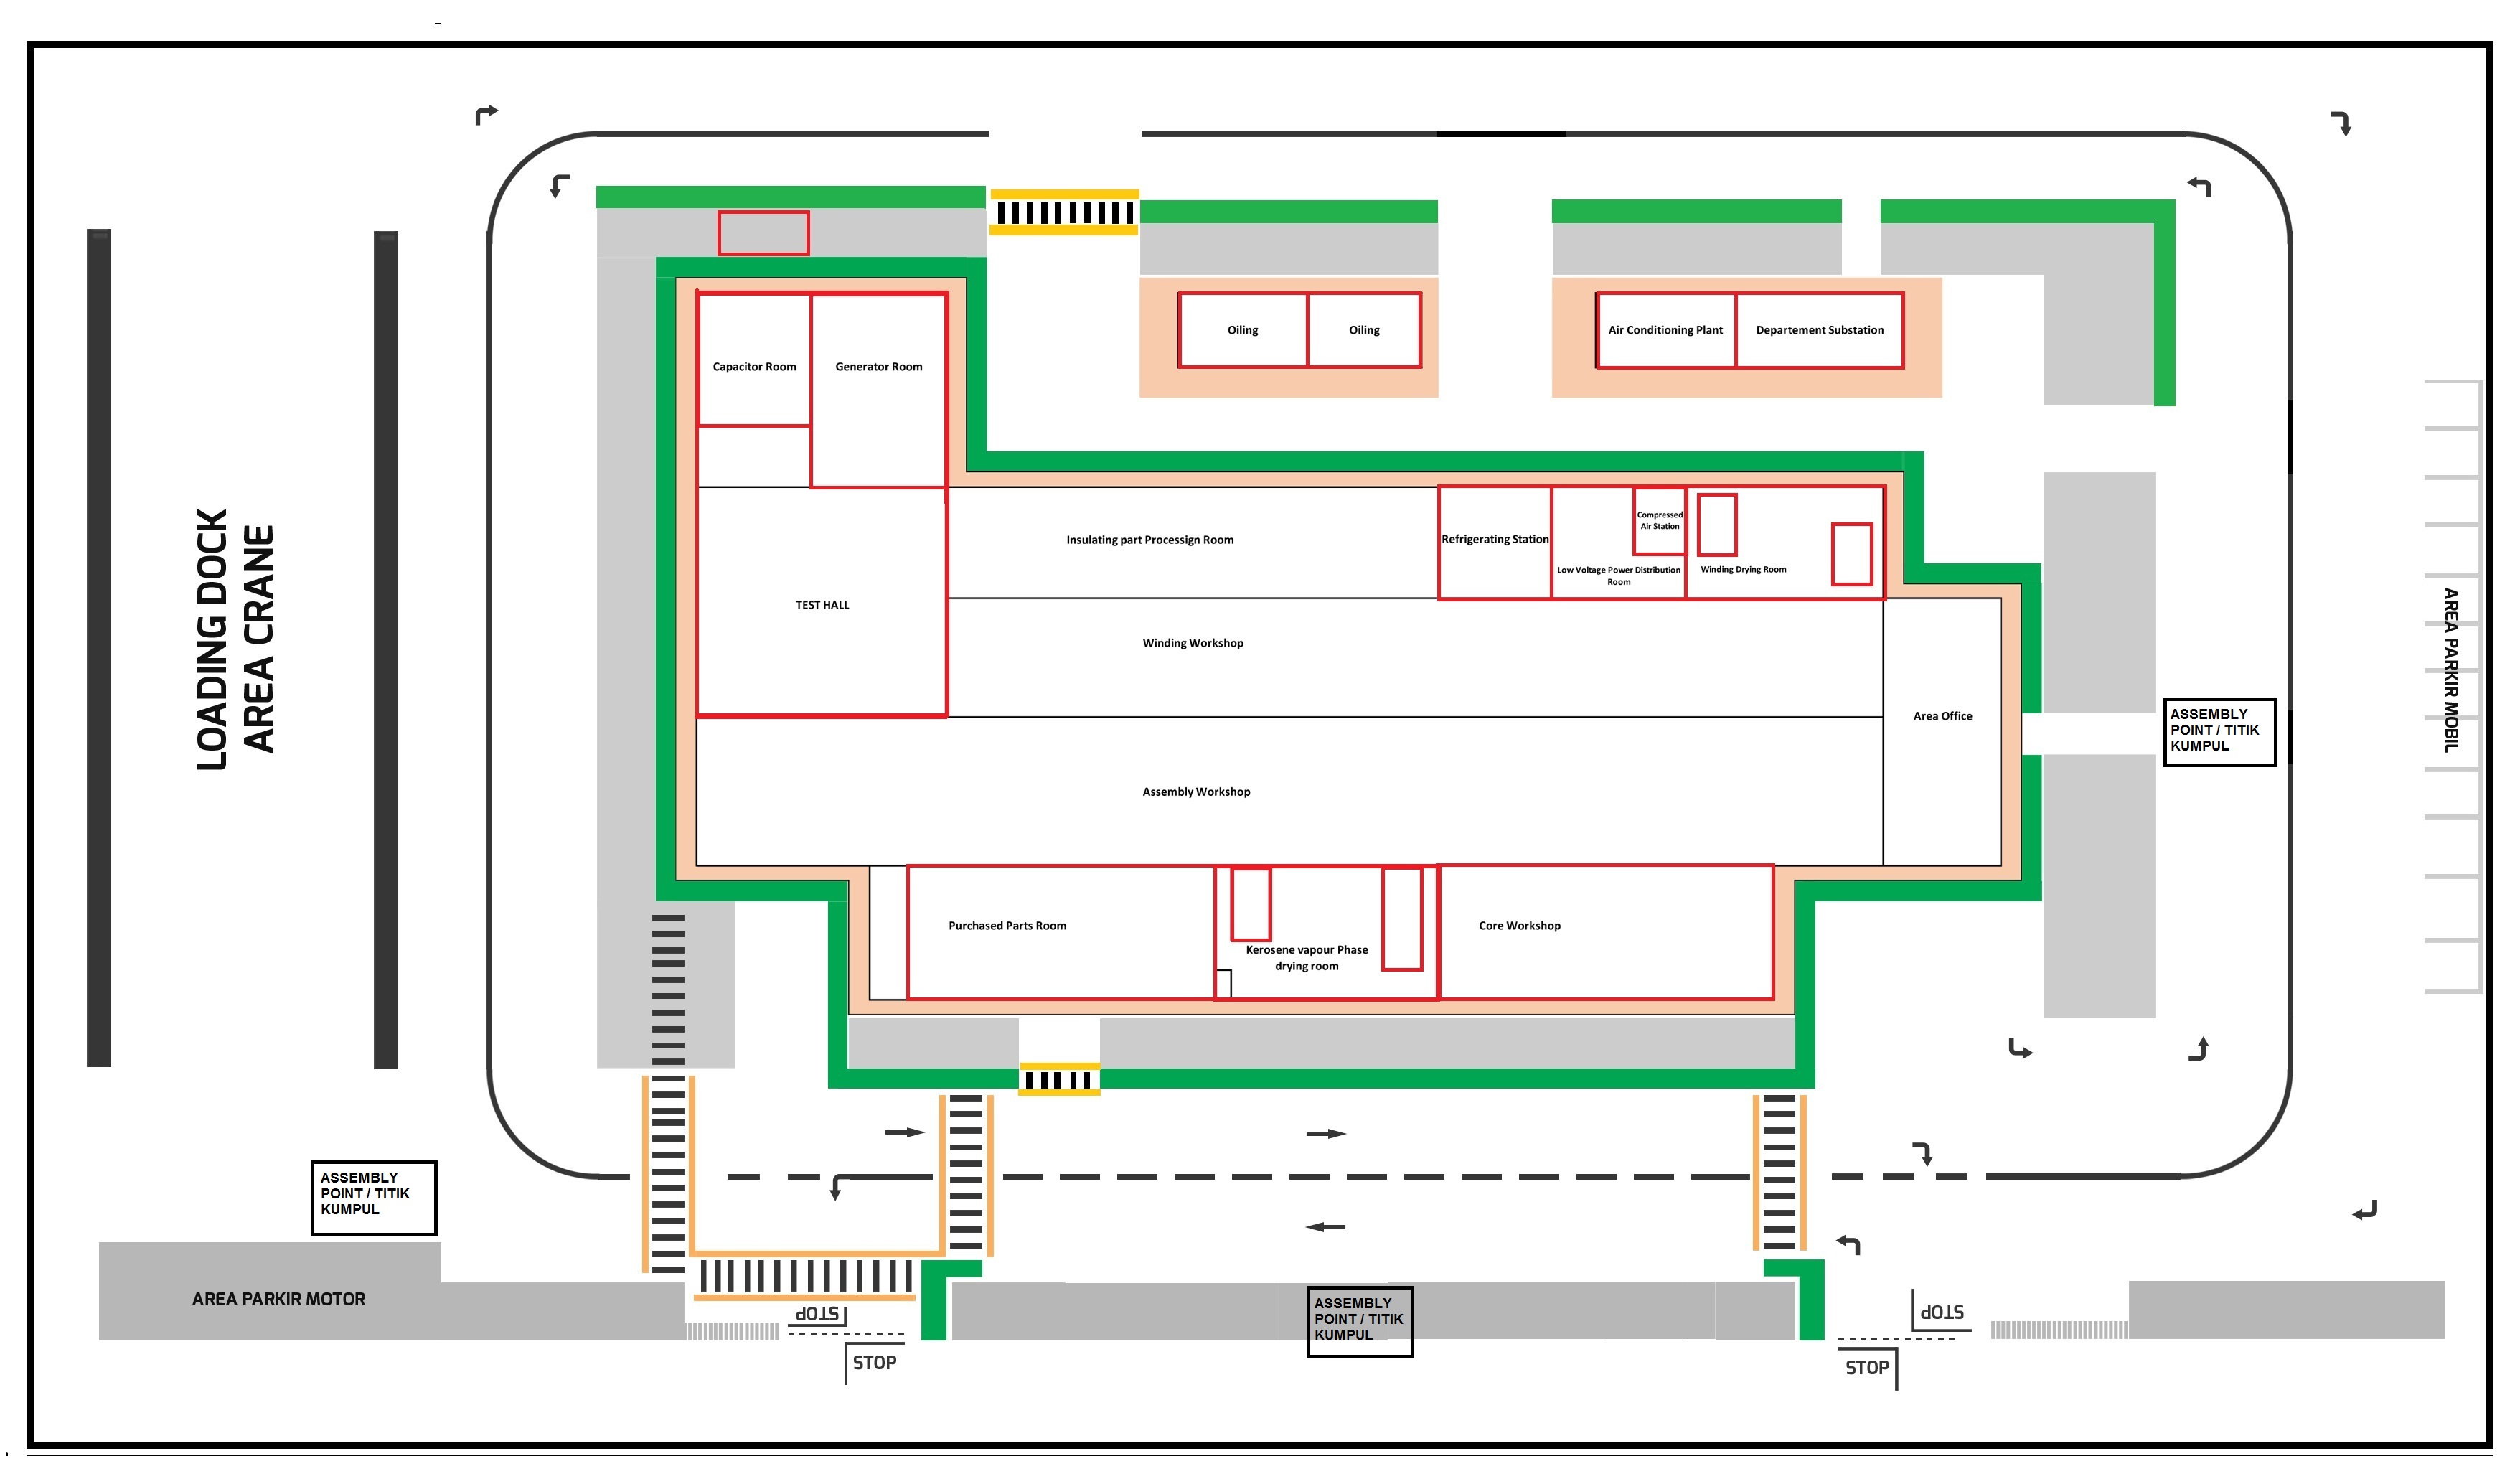 Oiling
Oiling
Air Conditioning Plant
Departement Substation
Capacitor Room
Generator Room
LOADING DOCK
AREA CRANE
Insulating part Processign Room
Refrigerating Station
Compressed
Air Station
Low Voltage Power Distribution
Room
Winding Drying Room
TEST HALL
Winding Workshop
Area Office
ASSEMBLY
POINT / TITIK
KUMPUL
AREA PARKIR MOBIL
Assembly Workshop
Purchased Parts Room
Kerosene vapour Phase
drying room
Core Workshop
ASSEMBLY
POINT / TITIK
KUMPUL
AREA PARKIR MOTOR
STOP
STOP
ASSEMBLY
POINT / TITIK
KUMPUL
STOP
STOP